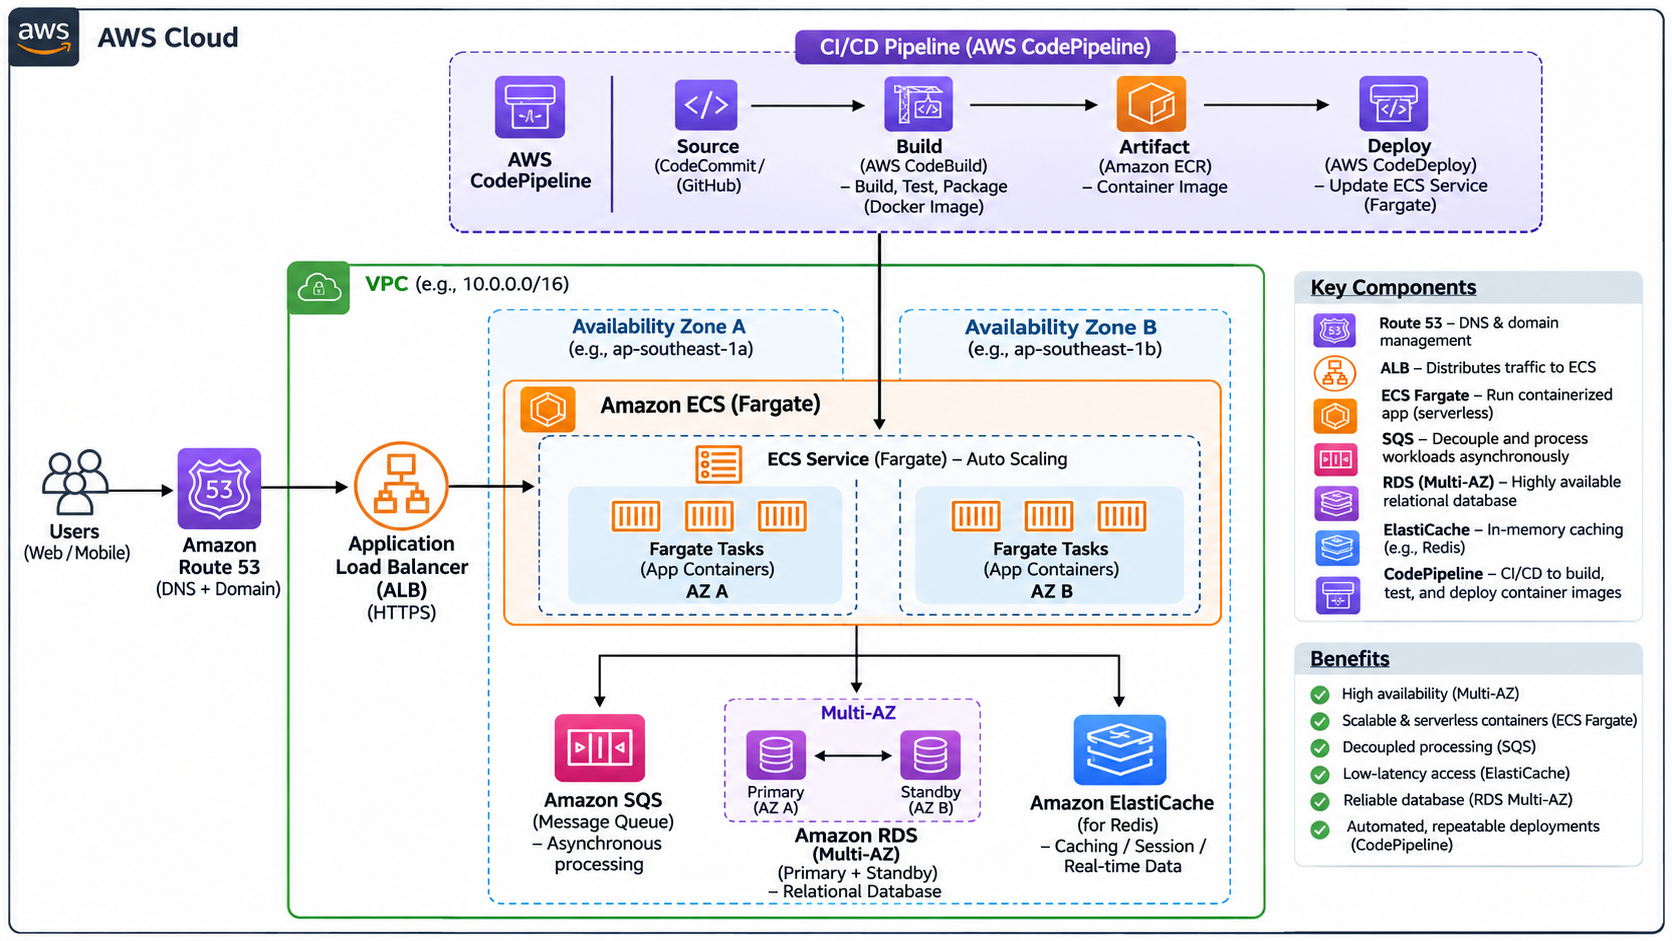 aws
AWS Cloud
CI/CD Pipeline (AWS CodePipeline)
AWS
CodePipeline
Source
(CodeCommit /
(GitHub)
Build
(AWS CodeBuild)
– Build, Test, Package
(Docker Image)
Artifact
(Amazon ECR)
– Container Image
Deploy
(AWS CodeDeploy)
– Update ECS Service
(Fargate)
VPC (e.g., 10.0.0.0/16)
Availability Zone A
(e.g., ap-southeast-1a)
Availability Zone B
(e.g., ap-southeast-1b)
Amazon ECS (Fargate)
ECS Service (Fargate) – Auto Scaling
Fargate Tasks
(App Containers)
AZ A
Fargate Tasks
(App Containers)
AZ B
Users
(Web / Mobile)
53
Amazon
Route 53
(DNS + Domain)
Application
Load Balancer
(ALB)
(HTTPS)
Amazon SQS
(Message Queue)
– Asynchronous
processing
Multi-AZ
Primary
(AZ A)
Standby
(AZ B)
Amazon RDS
(Multi-AZ)
(Primary + Standby)
– Relational Database
Amazon ElastiCache
(for Redis)
– Caching / Session /
Real-time Data
Key Components
53
Route 53 – DNS & domain
management
ALB – Distributes traffic to ECS
ECS Fargate – Run containerized
app (serverless)
SQS – Decouple and process
workloads asynchronously
RDS (Multi-AZ) – Highly available
relational database
ElastiCache – In-memory caching
(e.g., Redis)
CodePipeline – CI/CD to build,
test, and deploy container images
Benefits
High availability (Multi-AZ)
Scalable & serverless containers (ECS Fargate)
Decoupled processing (SQS)
Low-latency access (ElastiCache)
Reliable database (RDS Multi-AZ)
Automated, repeatable deployments
(CodePipeline)